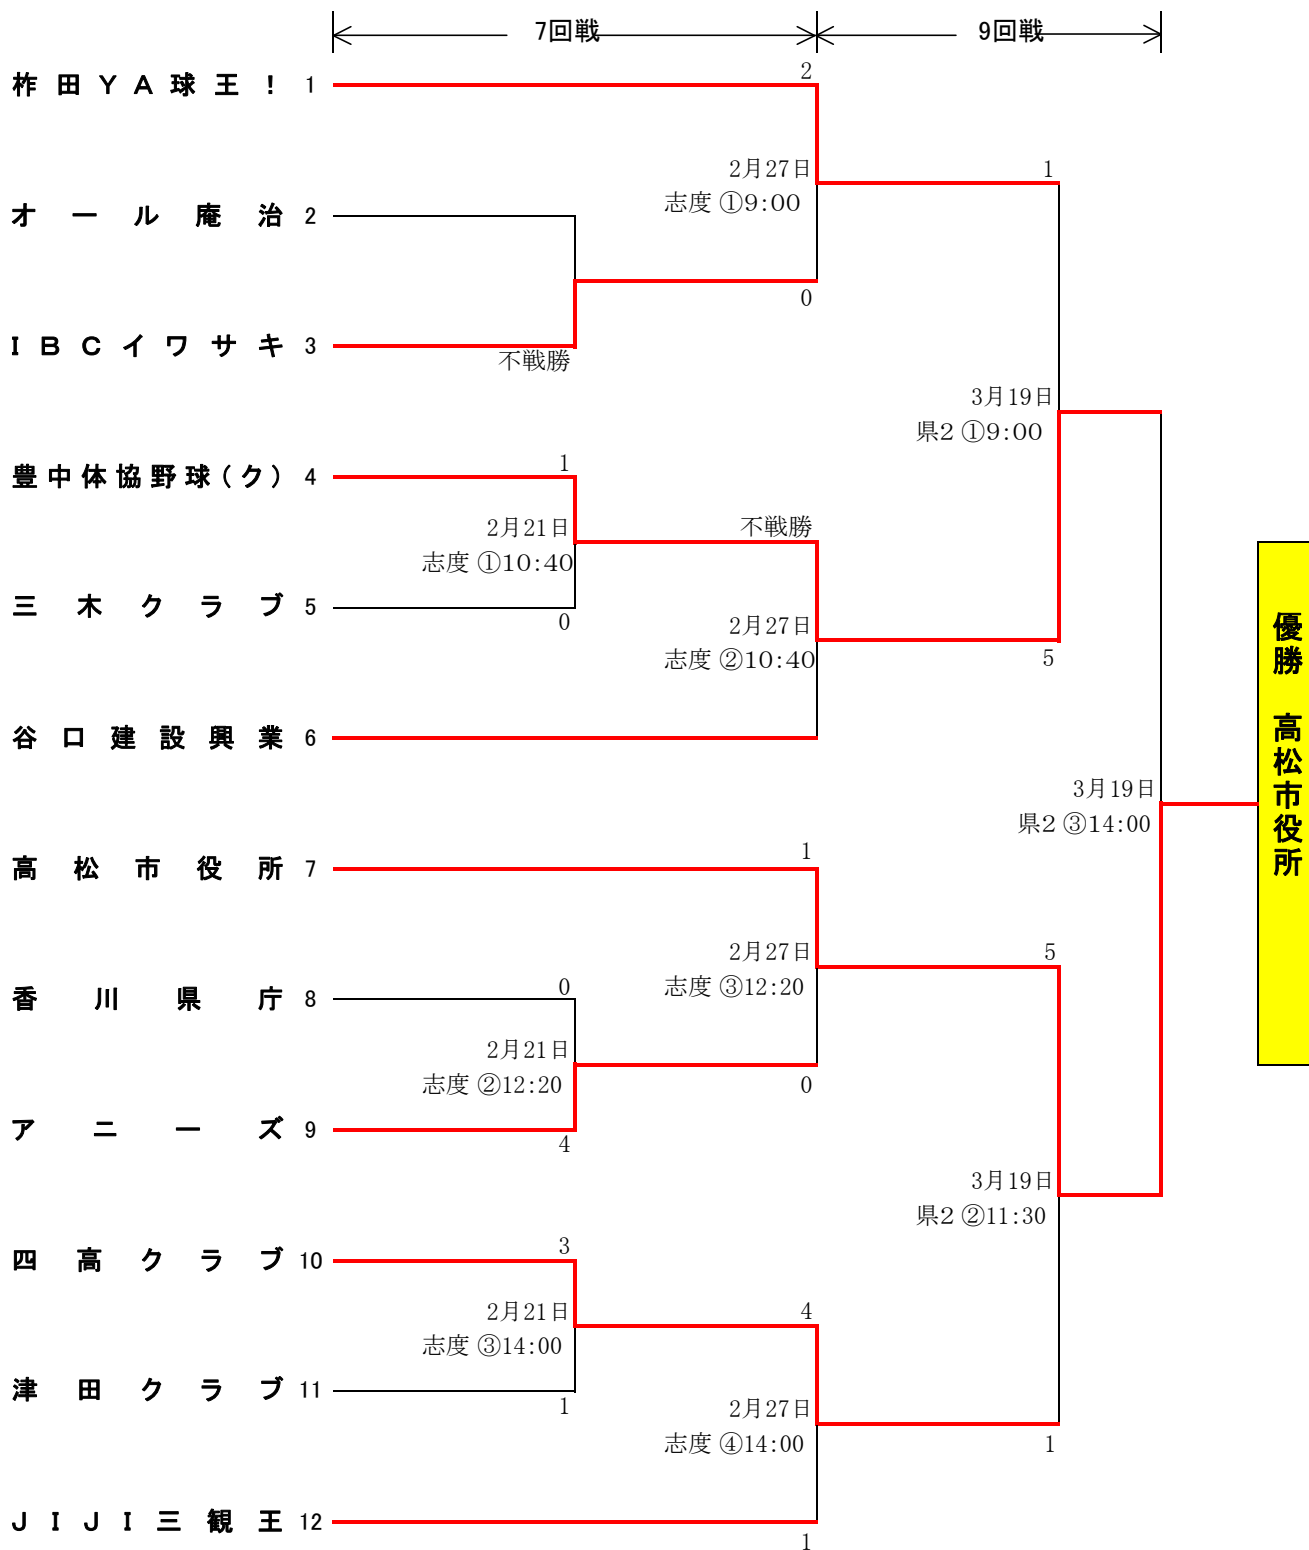 7回戦 9回戦
柞田ＹＡ球王！ 1 2
2月27日 1
志度 ①9:00
オール庵治 2
0
ＩＢＣイワサキ 3
不戦勝
3月19日
県2 ①9:00
豊中体協野球(ク) 4 1
2月21日 不戦勝
志度 ①10:40
三木クラブ 5
0 2月27日
志度 ②10:40 5
谷口建設興業 6
3月19日
県2 ③14:00
優勝 高松市役所
高松市役所 7 1
2月27日 5
志度 ③12:20
香川県庁 8 0
2月21日
志度 ②12:20 0
アニーズ 9
4
3月19日
県2 ②11:30
四高クラブ 10 3
2月21日 4
志度 ③14:00
津田クラブ 11
1 2月27日
志度 ④14:00 1
ＪＩＪＩ三観王 12
1